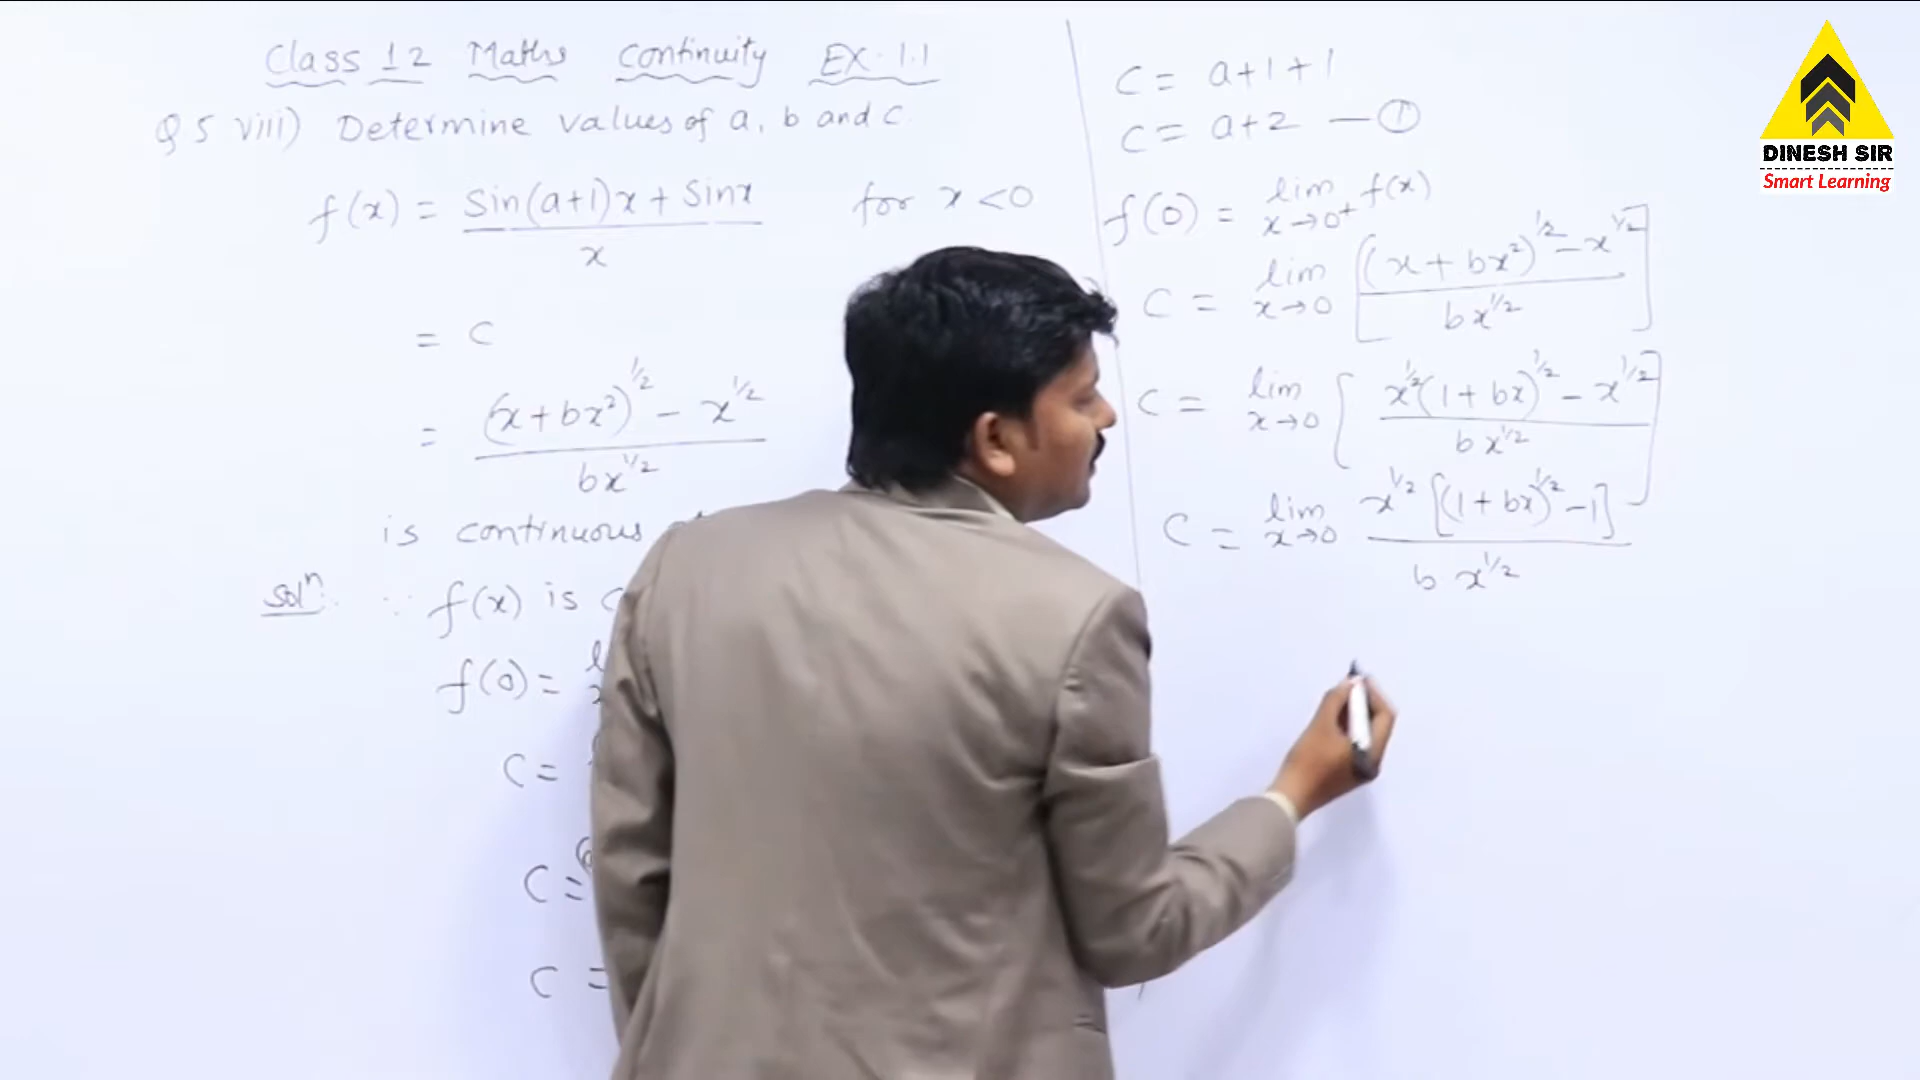 Class 12 Maths Continuity EX. 1.1
Q.5 viii) Determine values of a, b and c.
f(x) = Sin(a+1)x + Sinx / x for x < 0
= c
= (x+bx²)^1/2 - x^1/2 / bx^1/2
is continuous
Solⁿ: ∵ f(x) is c
f(0) =
C =
C =
C =
C = a+1+1
C = a+2 — ①
f(0) = lim x→0⁺ f(x)
C = lim x→0 [(x+bx²)^1/2 - x^1/2 / bx^1/2]
C = lim x→0 [x^1/2(1+bx)^1/2 - x^1/2 / bx^1/2]
C = lim x→0 x^1/2 [(1+bx)^1/2 - 1] / b x^1/2
DINESH SIR
Smart Learning